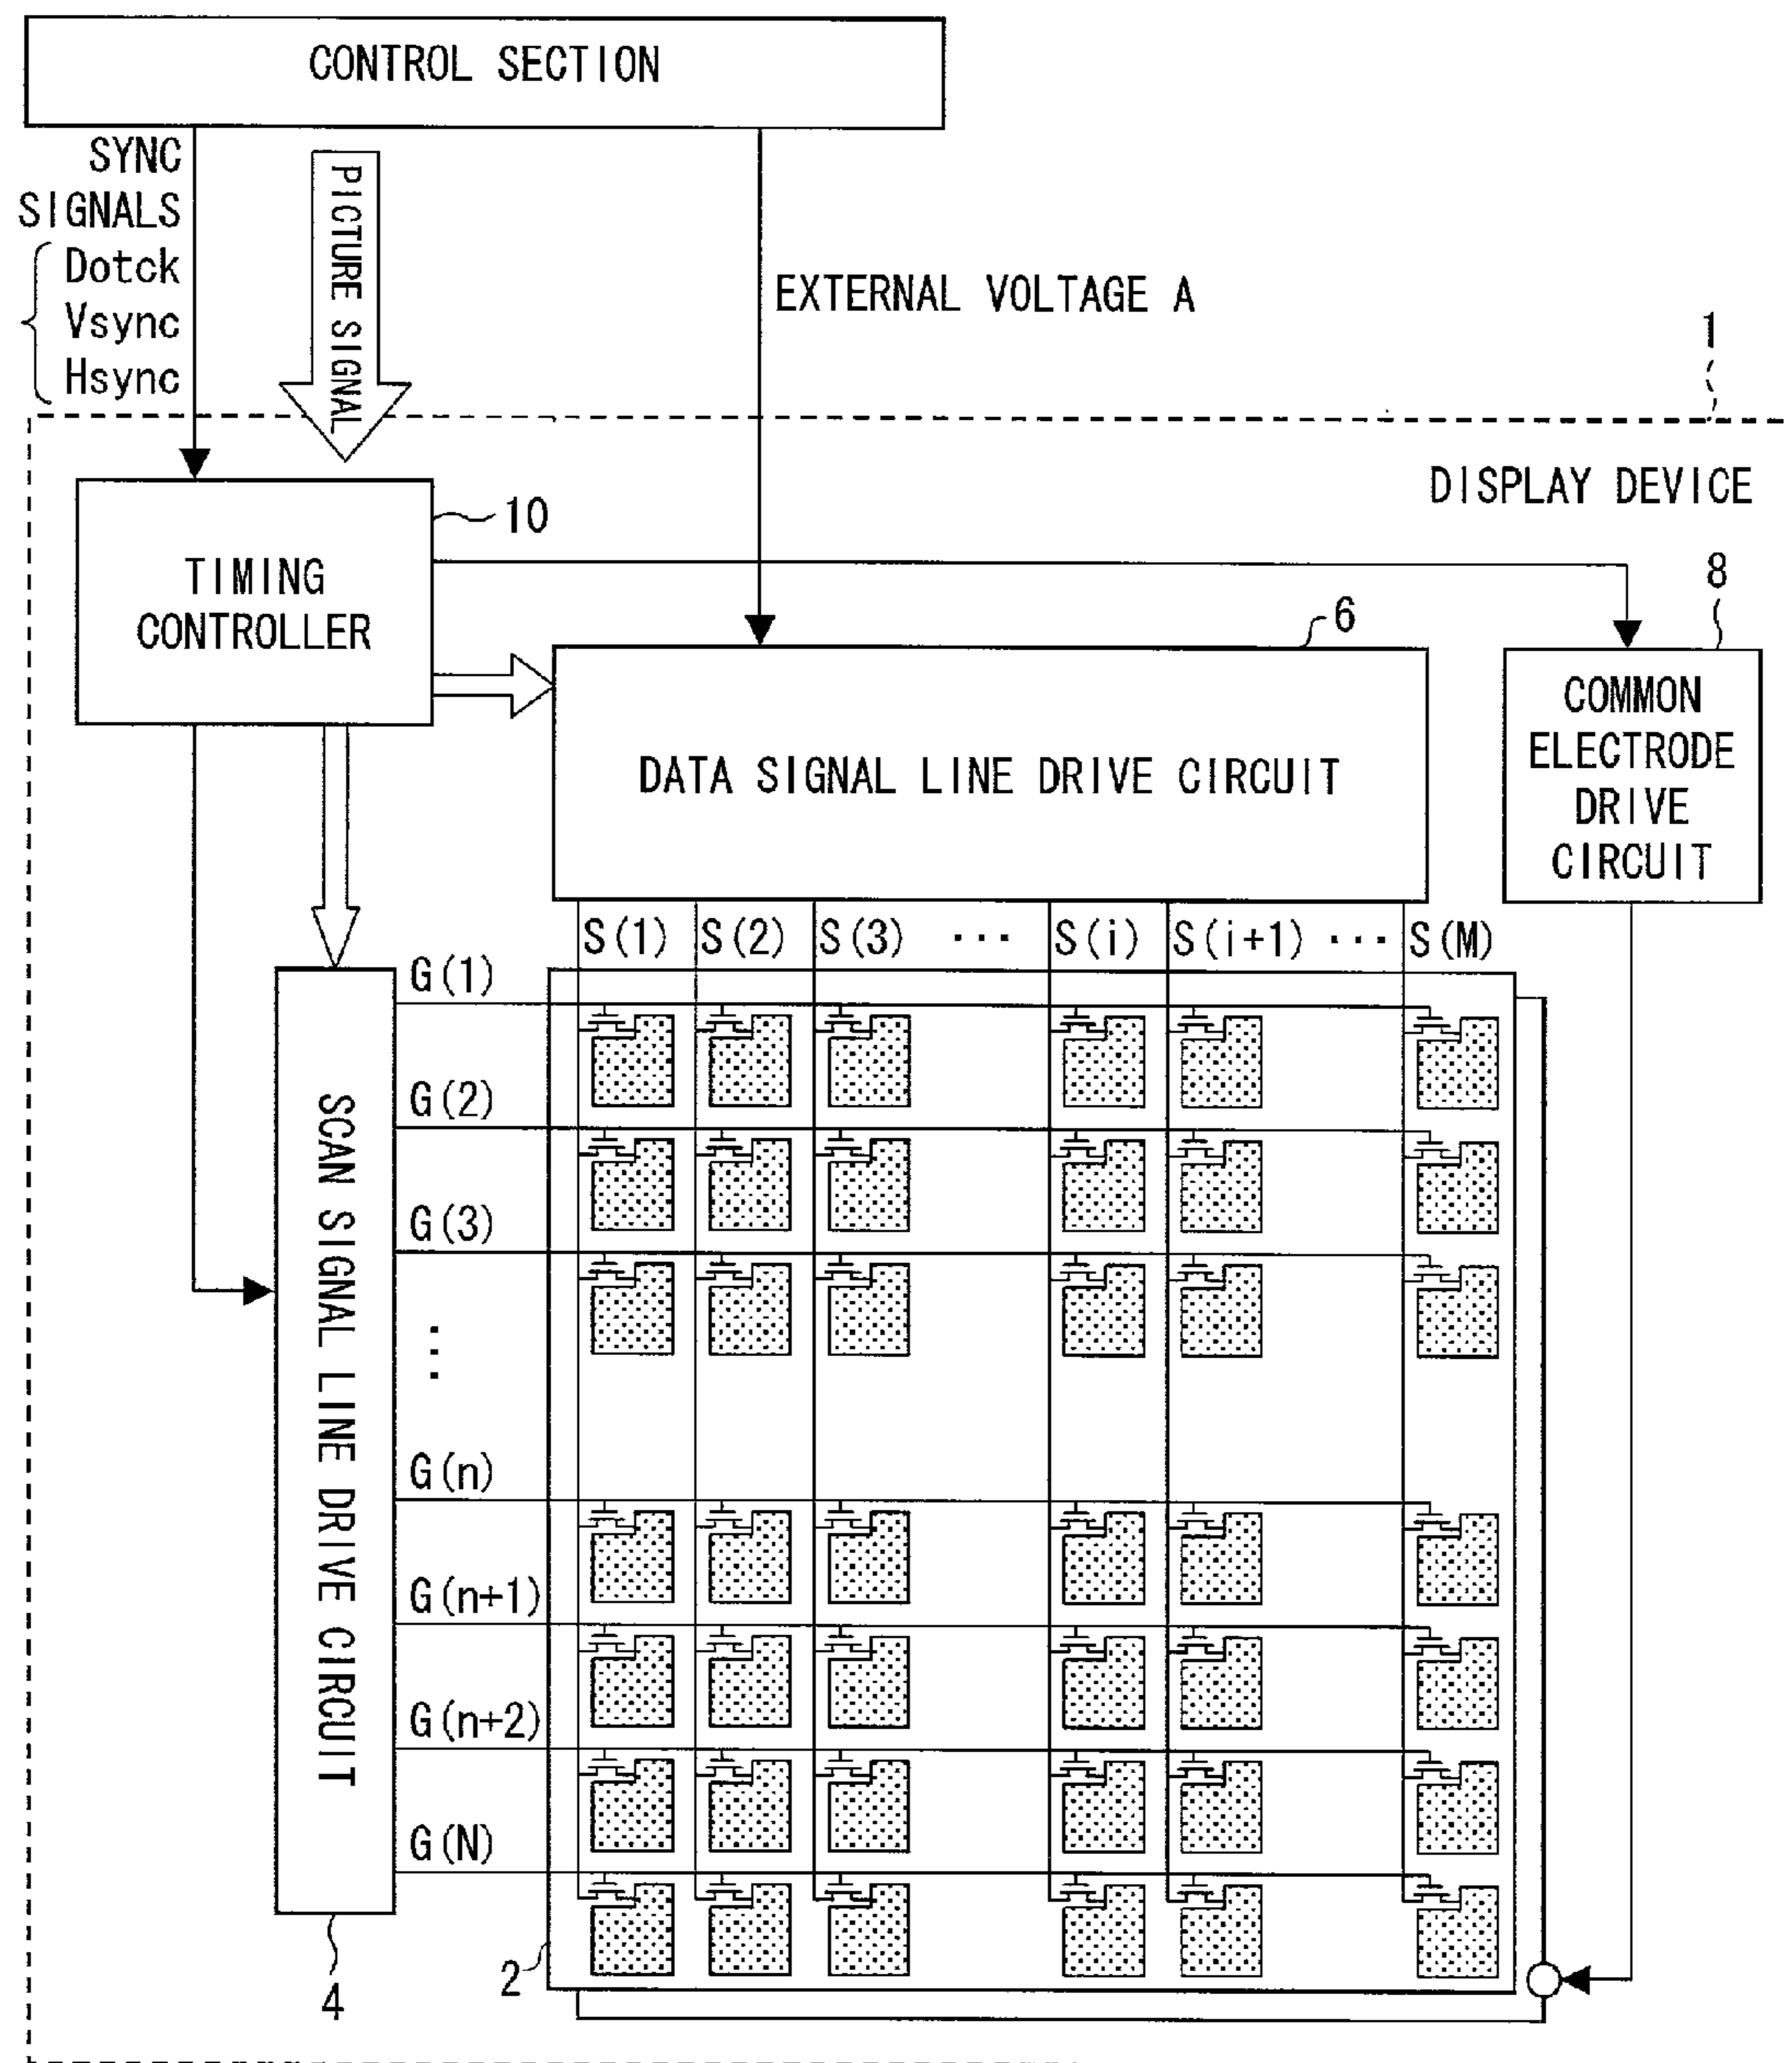 CONTROL SECTION
SYNC
SIGNALS
Dotck
Vsync
Hsync
PICTURE SIGNAL
EXTERNAL VOLTAGE A
1
DISPLAY DEVICE
10
TIMING
CONTROLLER
6
8
DATA SIGNAL LINE DRIVE CIRCUIT
COMMON
ELECTRODE
DRIVE
CIRCUIT
S(1) S(2) S(3) ··· S(i) S(i+1) ··· S(M)
G(1)
G(2)
G(3)
⋮
G(n)
G(n+1)
G(n+2)
G(N)
SCAN SIGNAL LINE DRIVE CIRCUIT
4
2